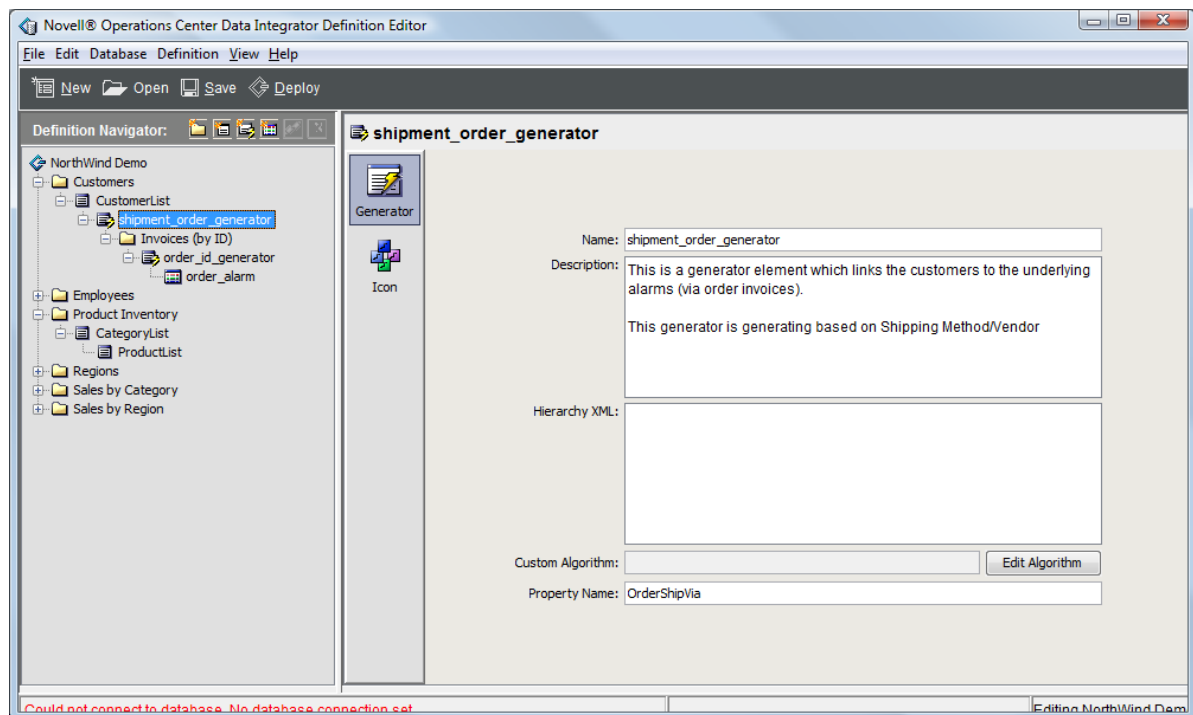 Novell® Operations Center Data Integrator Definition Editor
File Edit Database Definition View Help
New Open Save Deploy
Definition Navigator:
NorthWind Demo
Customers
CustomerList
shipment_order_generator
Invoices (by ID)
order_id_generator
order_alarm
Employees
Product Inventory
CategoryList
ProductList
Regions
Sales by Category
Sales by Region
shipment_order_generator
Generator
Icon
Name: shipment_order_generator
Description: This is a generator element which links the customers to the underlying
alarms (via order invoices).
This generator is generating based on Shipping Method/Vendor
Hierarchy XML:
Custom Algorithm: Edit Algorithm
Property Name: OrderShipVia
Could not connect to database. No database connection set
Editing NorthWind Dem